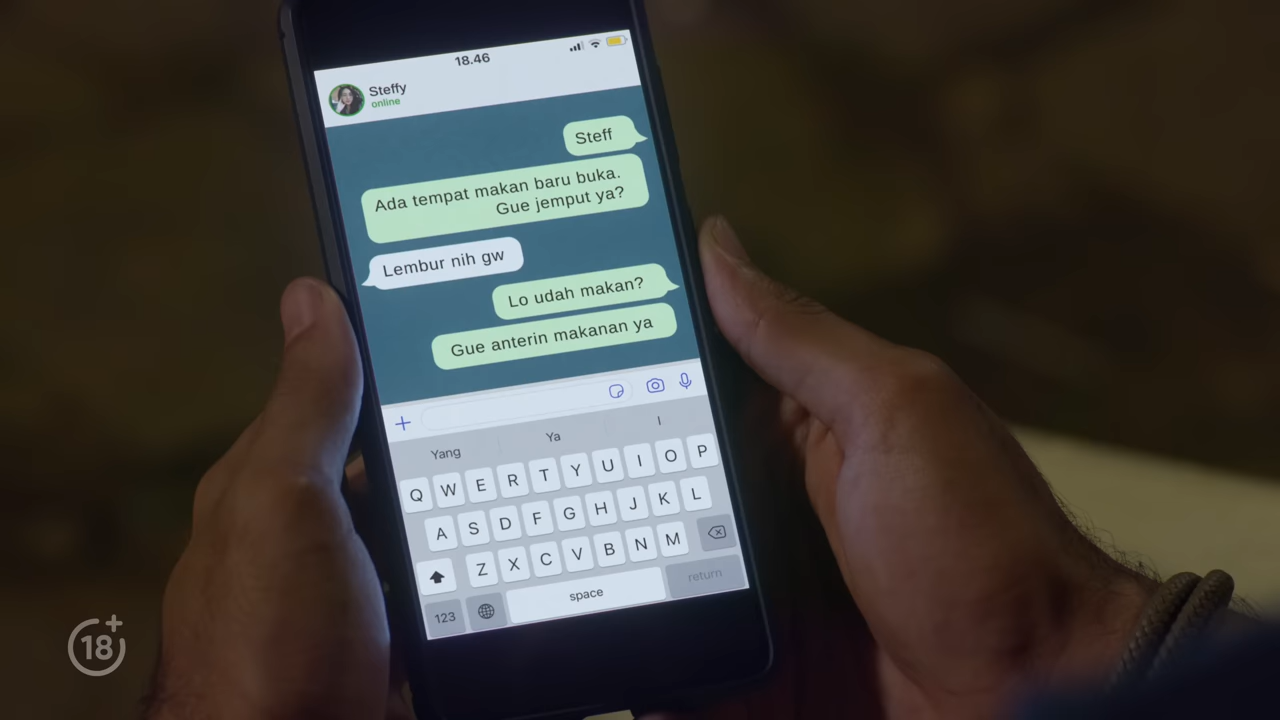 18.46
Steffy
online
Steff
Ada tempat makan baru buka.
Gue jemput ya?
Lembur nih gw
Lo udah makan?
Gue anterin makanan ya
Yang Ya I
Q W E R T Y U I O P
A S D F G H J K L
Z X C V B N M
123 space return
18+